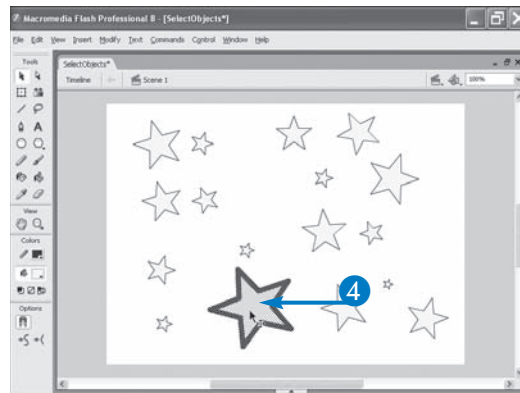 Macromedia Flash Professional 8 - [SelectObjects*]
File Edit View Insert Modify Text Commands Control Window Help
Tools
SelectObjects*
Timeline
Scene 1
100%
A
View
Colors
Options
4